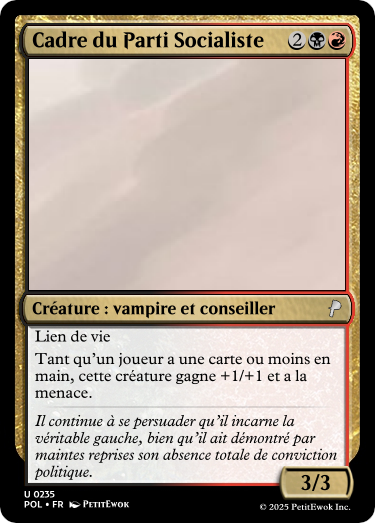 Cadre du Parti Socialiste 2
Créature : vampire et conseiller
Lien de vie
Tant qu'un joueur a une carte ou moins en
main, cette créature gagne +1/+1 et a la
menace.
Il continue à se persuader qu'il incarne la
véritable gauche, bien qu'il ait démontré par
maintes reprises son absence totale de conviction
politique.
3/3
U 0235
POL • FR PetitEwok
© 2025 PetitEwok Inc.